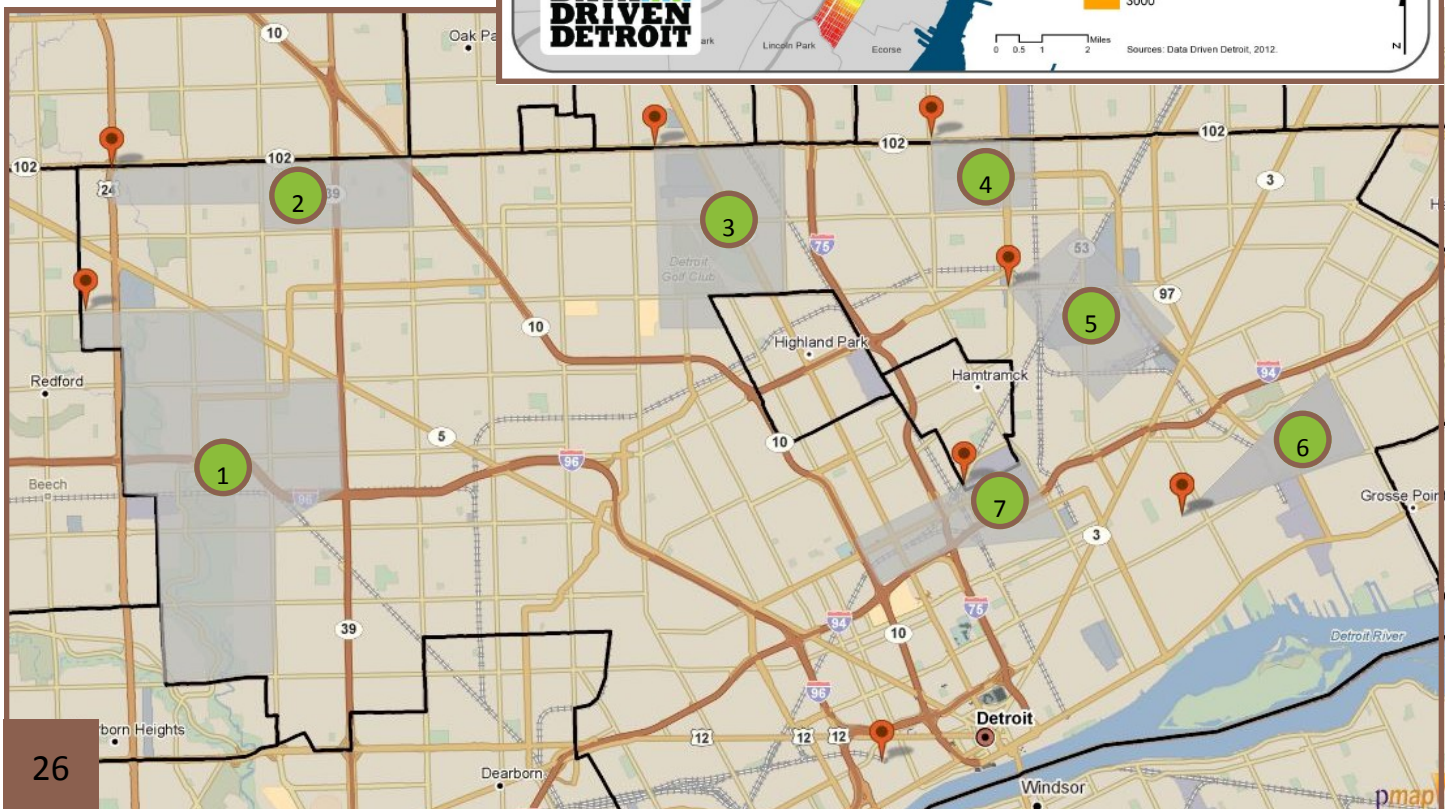 DRIVEN
DETROIT
Lincoln Park
Ecorse
3000
0 0.5 1 2 Miles
Sources: Data Driven Detroit, 2012.
N
10
Oak Pa
102
102
102
102
24
39
2
3
4
3
Detroit
Golf Club
75
53
97
5
10
Highland Park
Redford
Hamtramck
94
5
10
6
1
96
96
Beech
7
3
Grosse Poin
39
75
94
10
Detroit River
96
rborn Heights
12
12
12
Detroit
26
Dearborn
Windsor
pmap